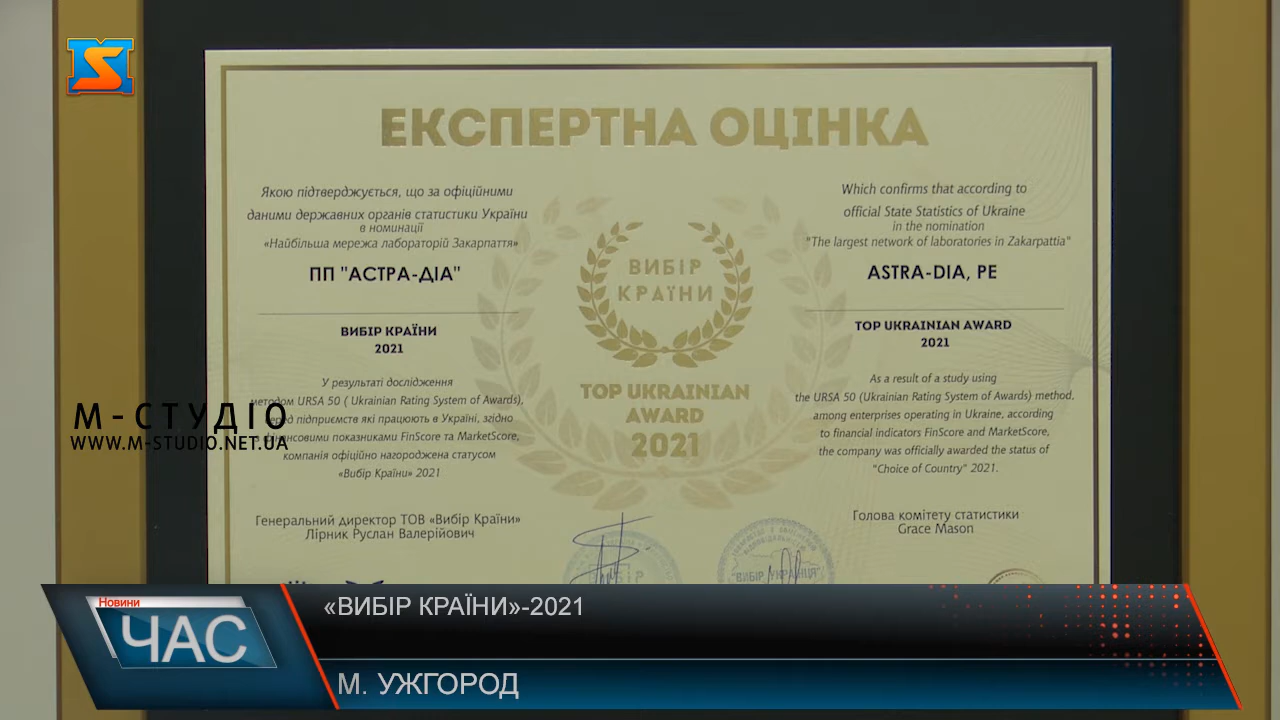 ЕКСПЕРТНА ОЦІНКА
Якою підтверджується, що за офіційними
даними державних органів статистики України
в номинації
«Найбільша мережа лабораторій Закарпаття»
ПП "АСТРА-ДІА"
ВИБІР КРАЇНИ
2021
У результаті дослідження
методом URSA 50 ( Ukrainian Rating System of Awards),
підприємств які працюють в Україні, згідно
фінансовими показниками FinScore та MarketScore,
компанія офіційно нагороджена статусом
«Вибір Країни» 2021
Генеральний директор ТОВ «Вибір Країни»
Лірник Руслан Валерійович
ВИБІР
КРАЇНИ
TOP UKRAINIAN
AWARD
2021
Which confirms that according to
official State Statistics of Ukraine
in the nomination
"The largest network of laboratories in Zakarpattia"
ASTRA-DIA, PE
TOP UKRAINIAN AWARD
2021
As a result of a study using
the URSA 50 (Ukrainian Rating System of Awards) method,
among enterprises operating in Ukraine, according
to financial indicators FinScore and MarketScore,
the company was officially awarded the status of
"Choice of Country" 2021.
Голова комітету статистики
Grace Mason
М-СТУДІО
WWW.M-STUDIO.NET.UA
Новини
ЧАС
«ВИБІР КРАЇНИ»-2021
М. УЖГОРОД